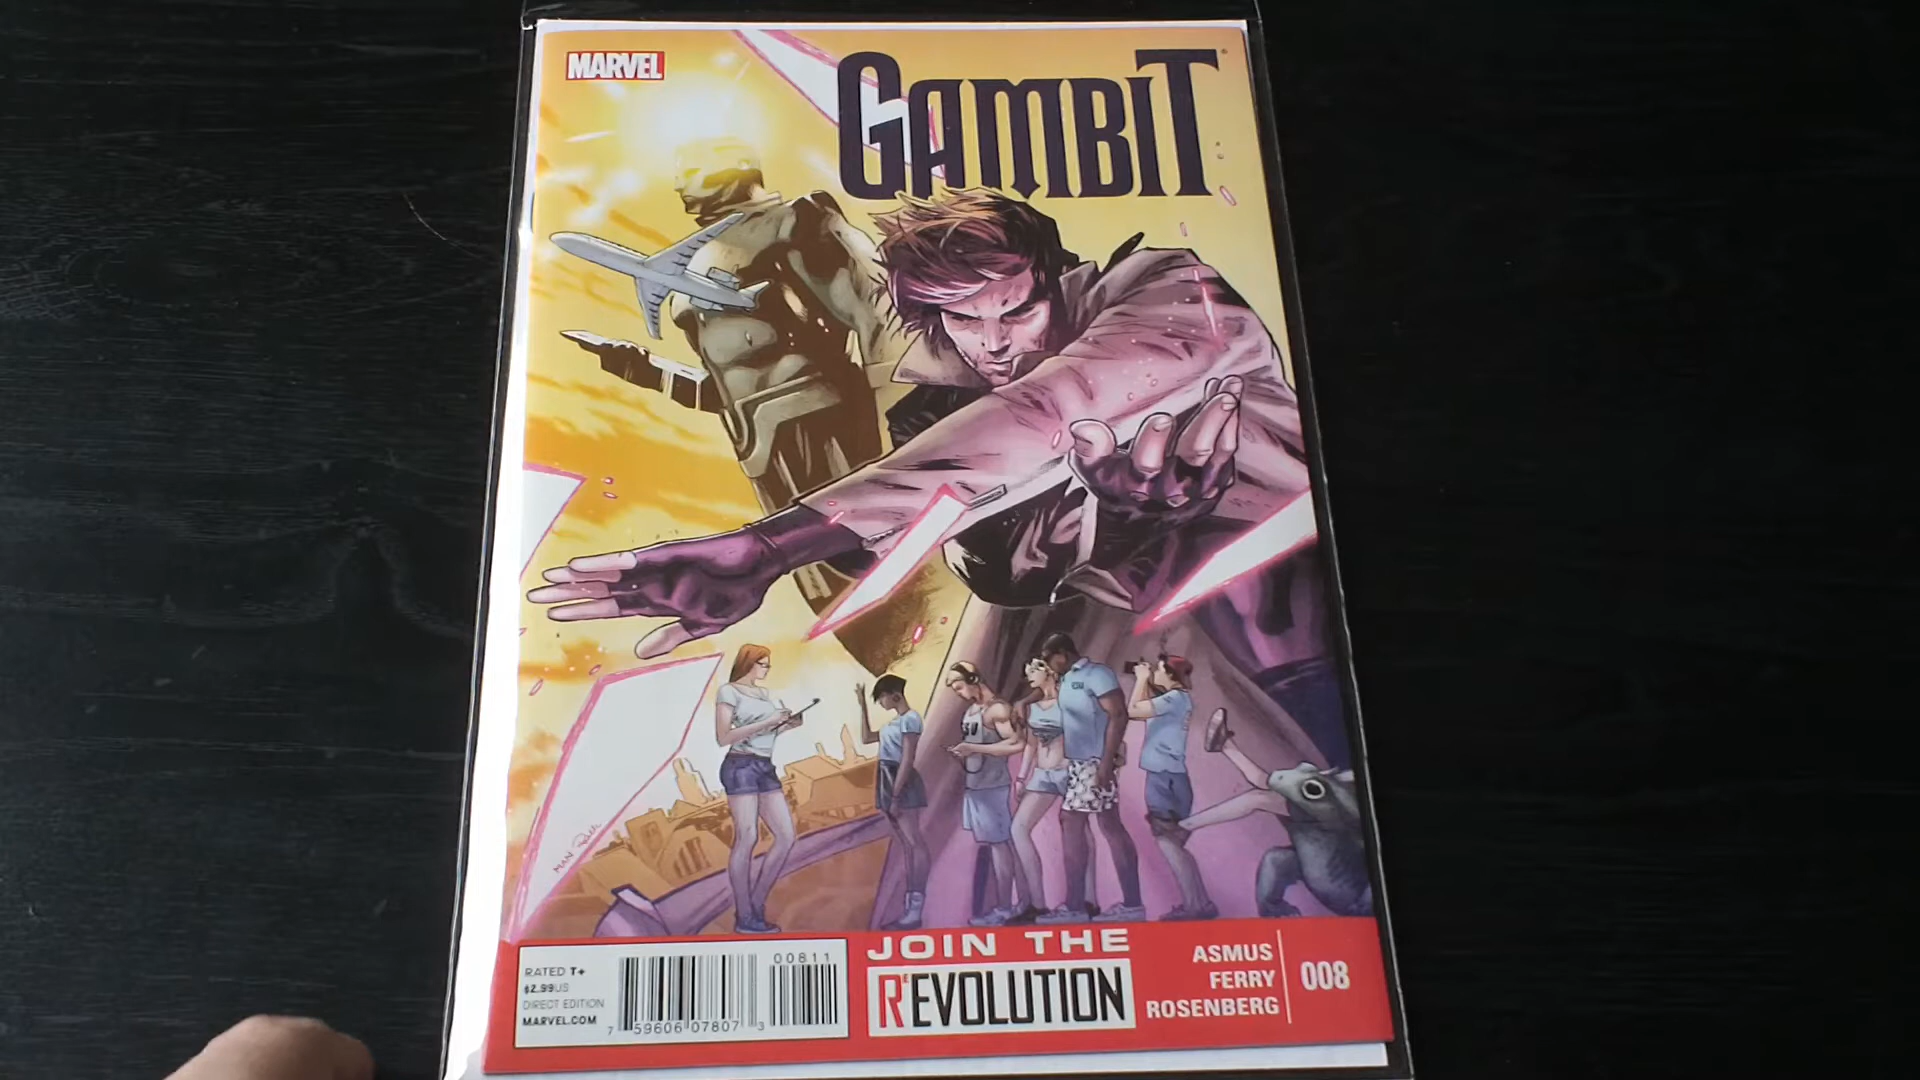 MARVEL
GAMBIT
MAN
RATED T+
$2.99US
DIRECT EDITION
MARVEL.COM
00811
7 59606 07807 3
JOIN THE
REVOLUTION
ASMUS
FERRY
ROSENBERG
008